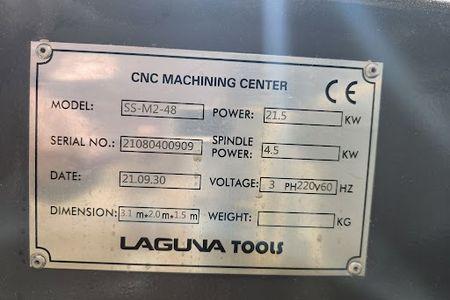 CNC MACHINING CENTER
CE
MODEL: SS-M2-48 POWER: 21.5 KW
SERIAL NO.: 21080400909 SPINDLE POWER: 4.5 KW
DATE: 21.09.30 VOLTAGE: 3 PH220V60 HZ
DIMENSION: 3.1 m*2.0m*1.5 m WEIGHT: KG
LAGUNA TOOLS